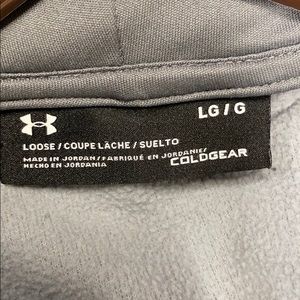 LG / G
LOOSE / COUPE LÂCHE / SUELTO
MADE IN JORDAN / FABRIQUÉ EN JORDANIE /
HECHO EN JORDANIA
COLDGEAR